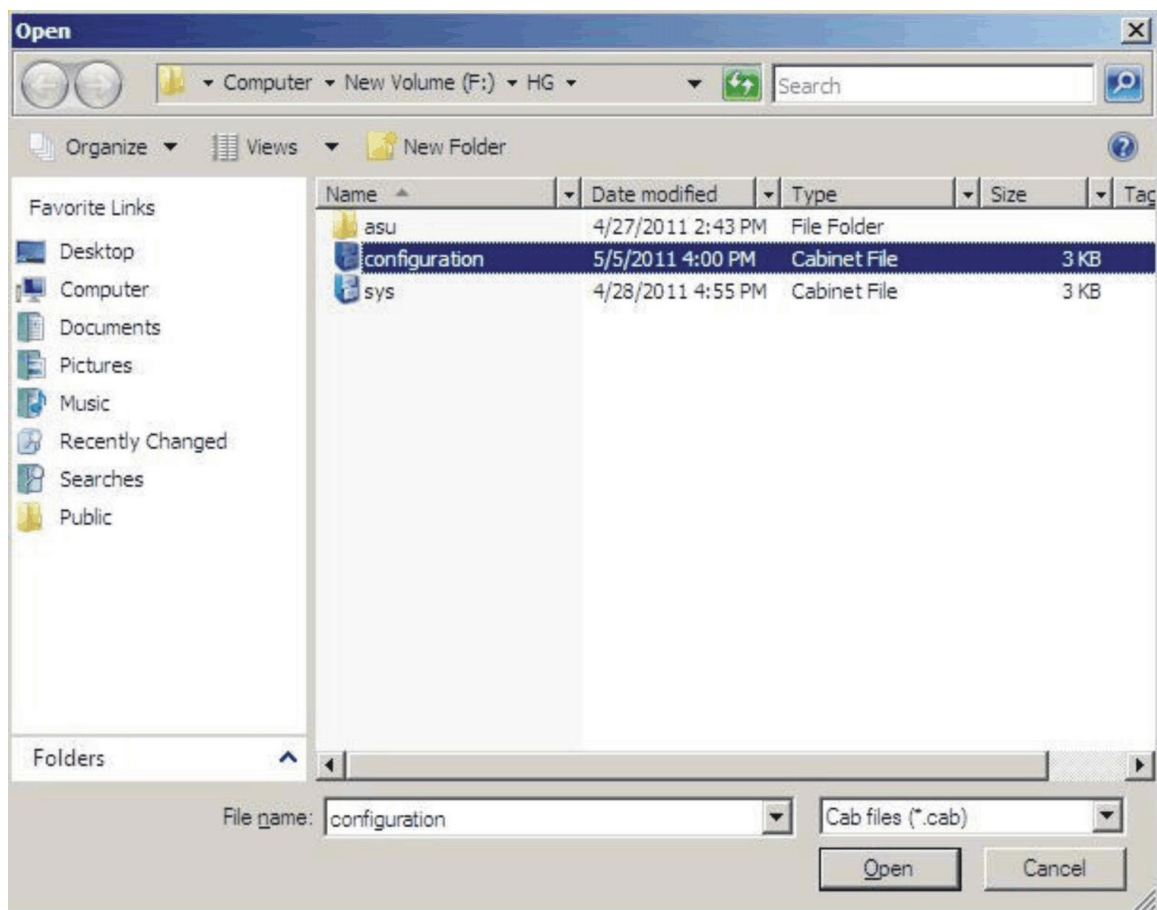 Open
Computer New Volume (F:) HG Search
Organize Views New Folder
Favorite Links
Desktop
Computer
Documents
Pictures
Music
Recently Changed
Searches
Public
Folders
Name Date modified Type Size Tag
asu 4/27/2011 2:43 PM File Folder
configuration 5/5/2011 4:00 PM Cabinet File 3 KB
sys 4/28/2011 4:55 PM Cabinet File 3 KB
File name: configuration Cab files (*.cab)
Open Cancel